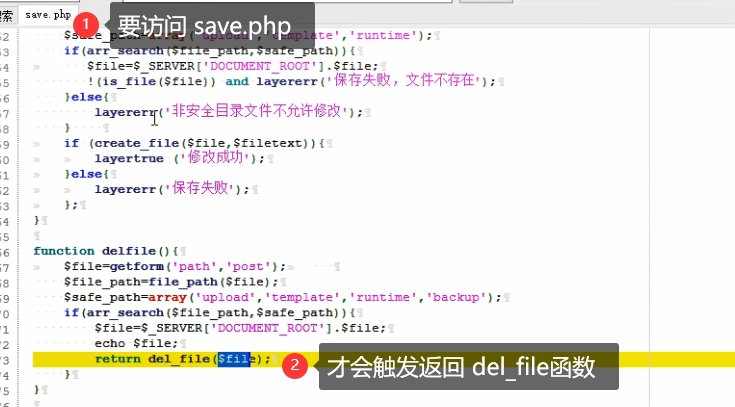 搜索 save.php
1 要访问 save.php
52 $safe_path=array('upload','template','runtime');
53 if(arr_search($file_path,$safe_path)){
54 $file=$_SERVER['DOCUMENT_ROOT'].$file;
55 !(is_file($file)) and layererr('保存失败，文件不存在');
56 }else{
57 layererr('非安全目录文件不允许修改');
58 }
59 if (create_file($file,$filetext)){
60 layertrue ('修改成功');
61 }else{
62 layererr('保存失败');
63 };
64 }
65
66 function delfile(){
67 $file=getform('path','post');
68 $file_path=file_path($file);
69 $safe_path=array('upload','template','runtime','backup');
70 if(arr_search($file_path,$safe_path)){
71 $file=$_SERVER['DOCUMENT_ROOT'].$file;
72 echo $file;
73 return del_file($file);
2 才会触发返回 del_file函数
74 }
75 }
76